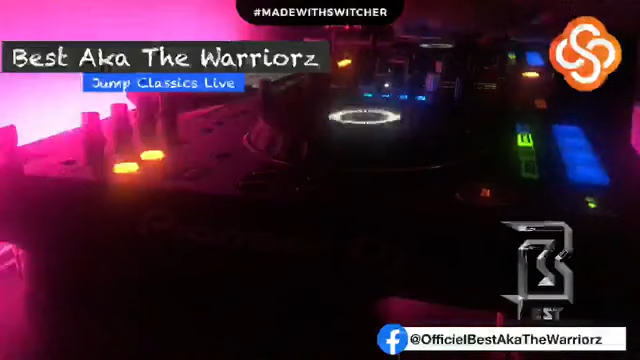 #MADEWITHSWITCHER
Best Aka The Warriorz
Jump Classics Live
BEST
@OfficielBestAkaTheWarriorz